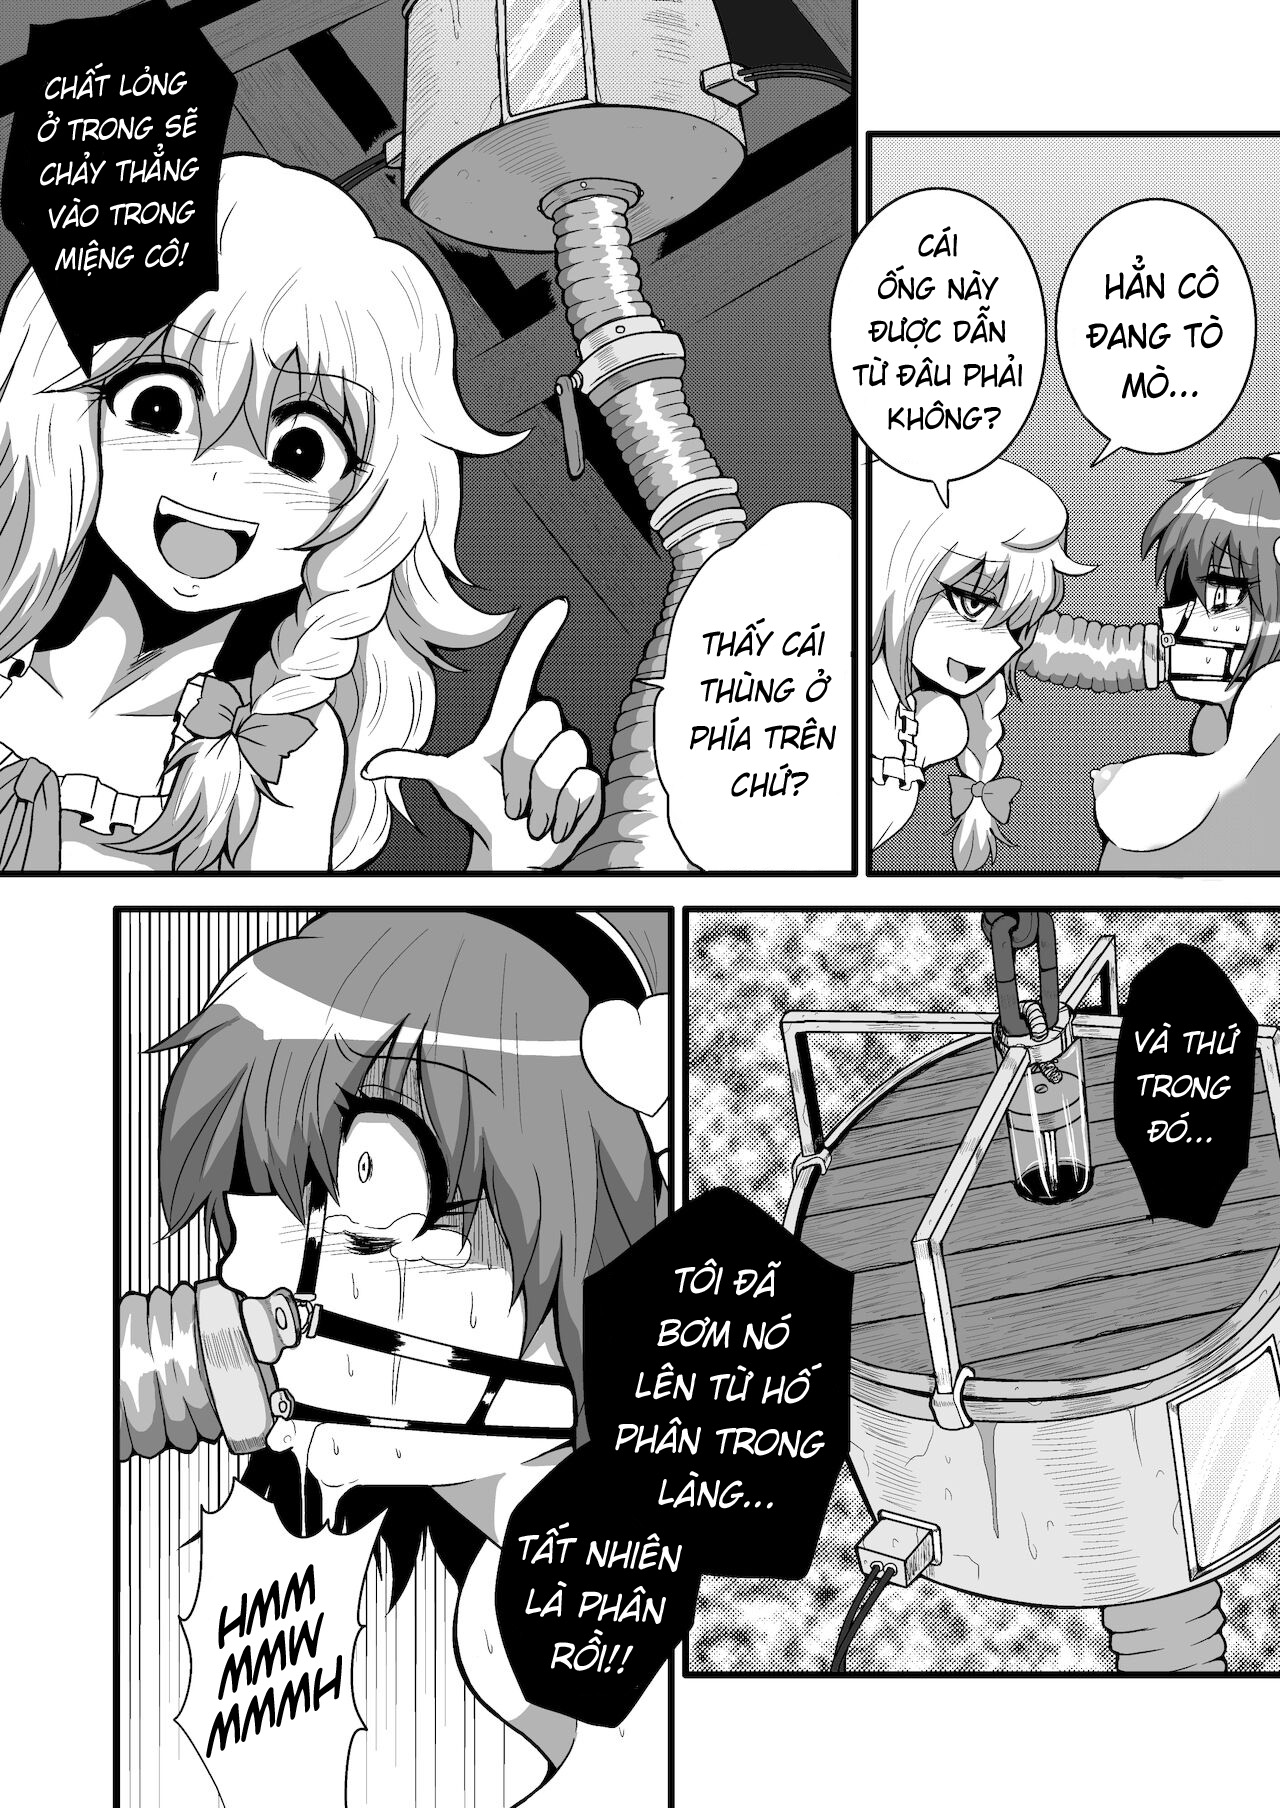 HẲN CÔ
ĐANG TÒ
MÒ...
CÁI
ỐNG NÀY
ĐƯỢC DẪN
TỪ ĐÂU PHẢI
KHÔNG?
THẤY CÁI
THÙNG Ở
PHÍA TRÊN
CHỨ?
CHẤT LỎNG
Ở TRONG SẼ
CHẢY THẲNG
VÀO TRONG
MIỆNG CÔ!
VÀ THỨ
TRONG
ĐÓ...
TÔI ĐÃ
BƠM NÓ
LÊN TỪ HỐ
PHÂN TRONG
LÀNG...
TẤT NHIÊN
LÀ PHÂN
RỒI!!
HMM
MMW
MMMH